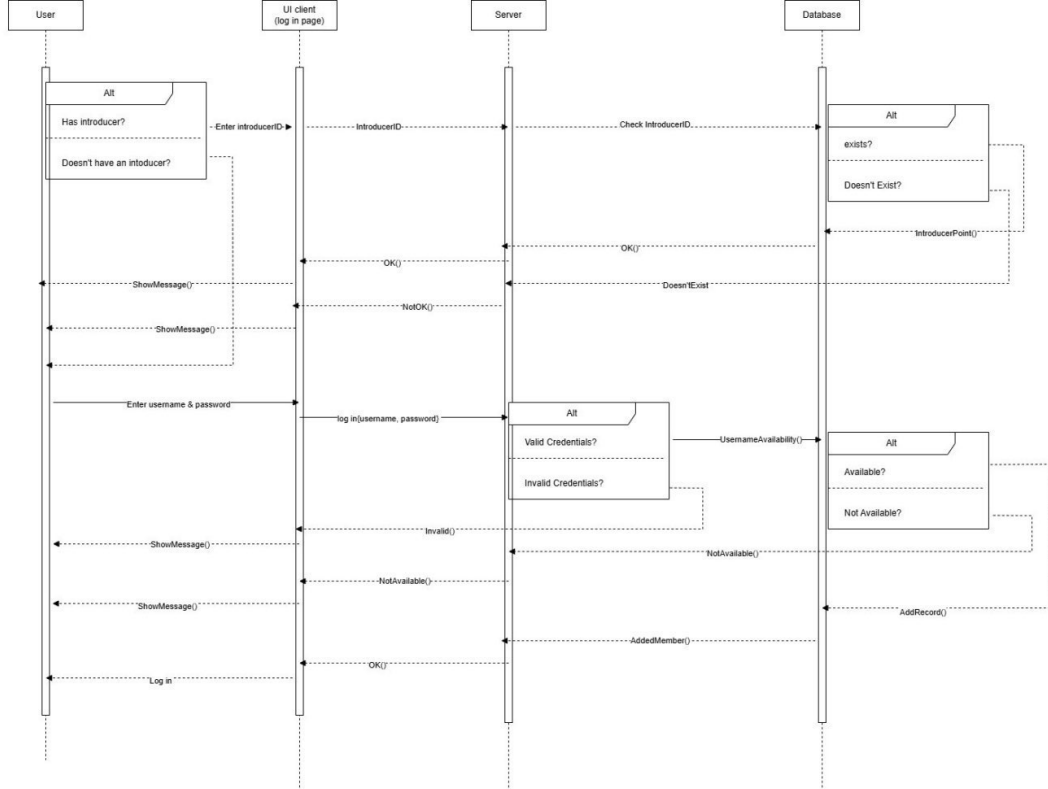 User
UI client
(log in page)
Server
Database
Alt
Has introducer?
Doesn't have an intoducer?
Enter introducerID
IntroducerID
Check IntroducerID
Alt
exists?
Doesn't Exist?
IntroducerPoint()
OK()
OK()
ShowMessage()
Doesn'tExist
NotOK()
ShowMessage()
Enter username & password
log in(username, password)
Alt
Valid Credentials?
Invalid Credentials?
UsernameAvailability()
Alt
Available?
Not Available?
Invalid()
ShowMessage()
NotAvailable()
NotAvailable()
ShowMessage()
AddRecord()
AddedMember()
OK()
Log in